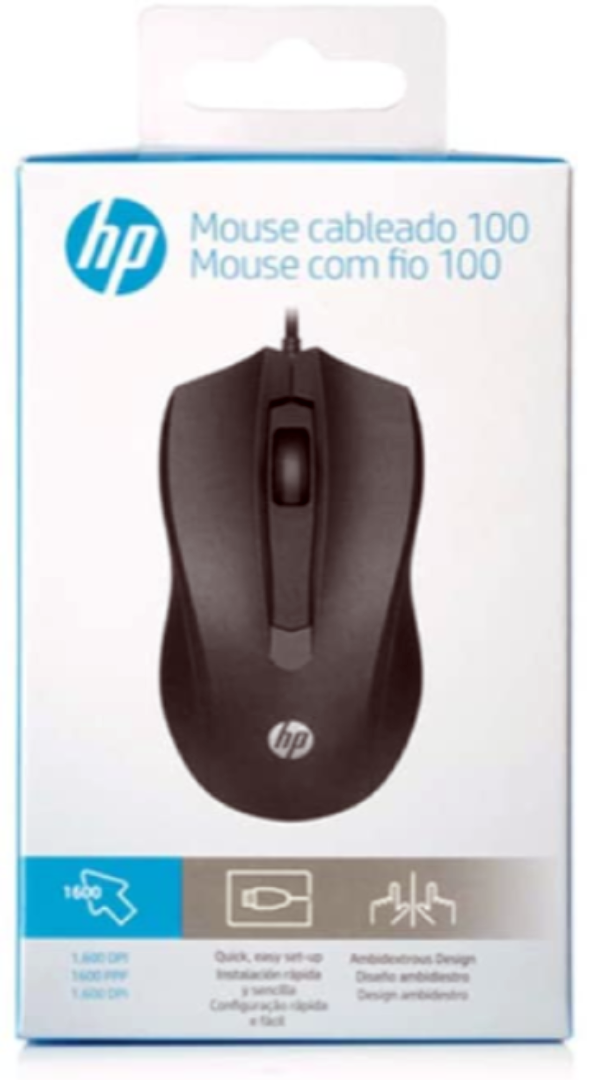 hp
Mouse cableado 100
Mouse com fio 100
hp
1600
1,600 DPI
1600 PPP
1.600 DPI
Quick, easy set-up
Instalación rápida
y sencilla
Configuração rápida
e fácil
Ambidextrous Design
Diseño ambidiestro
Design ambidestro